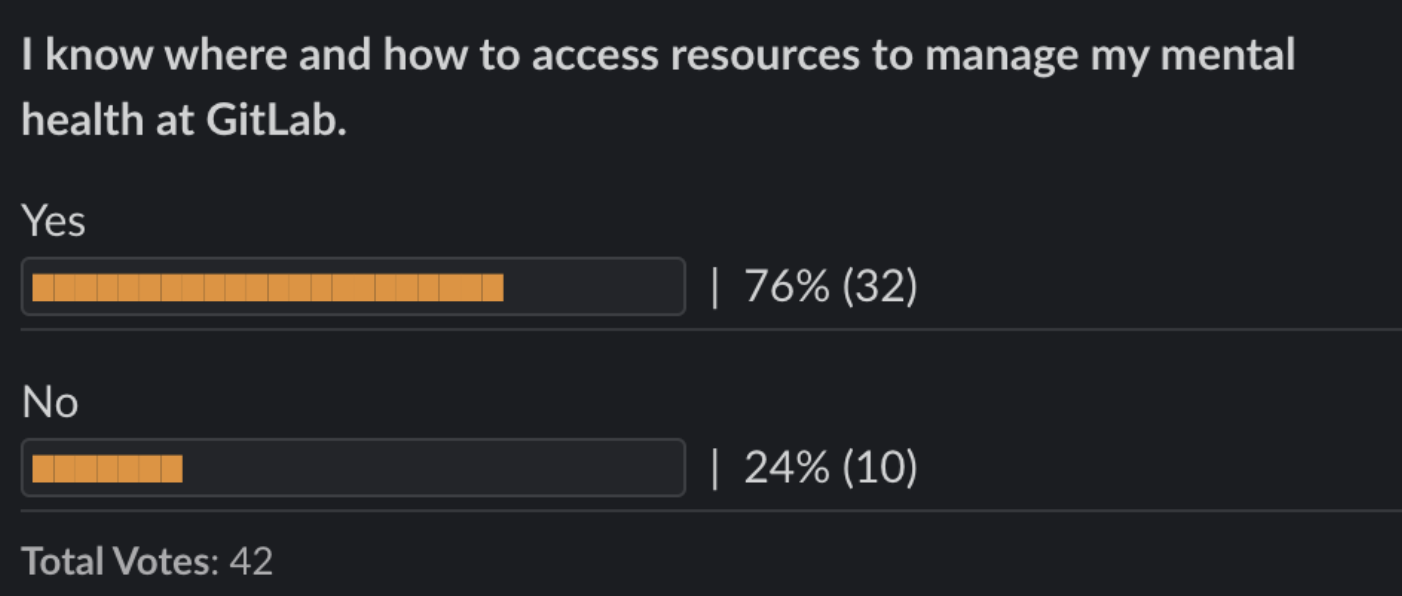 I know where and how to access resources to manage my mental
health at GitLab.
Yes
| 76% (32)
No
| 24% (10)
Total Votes: 42